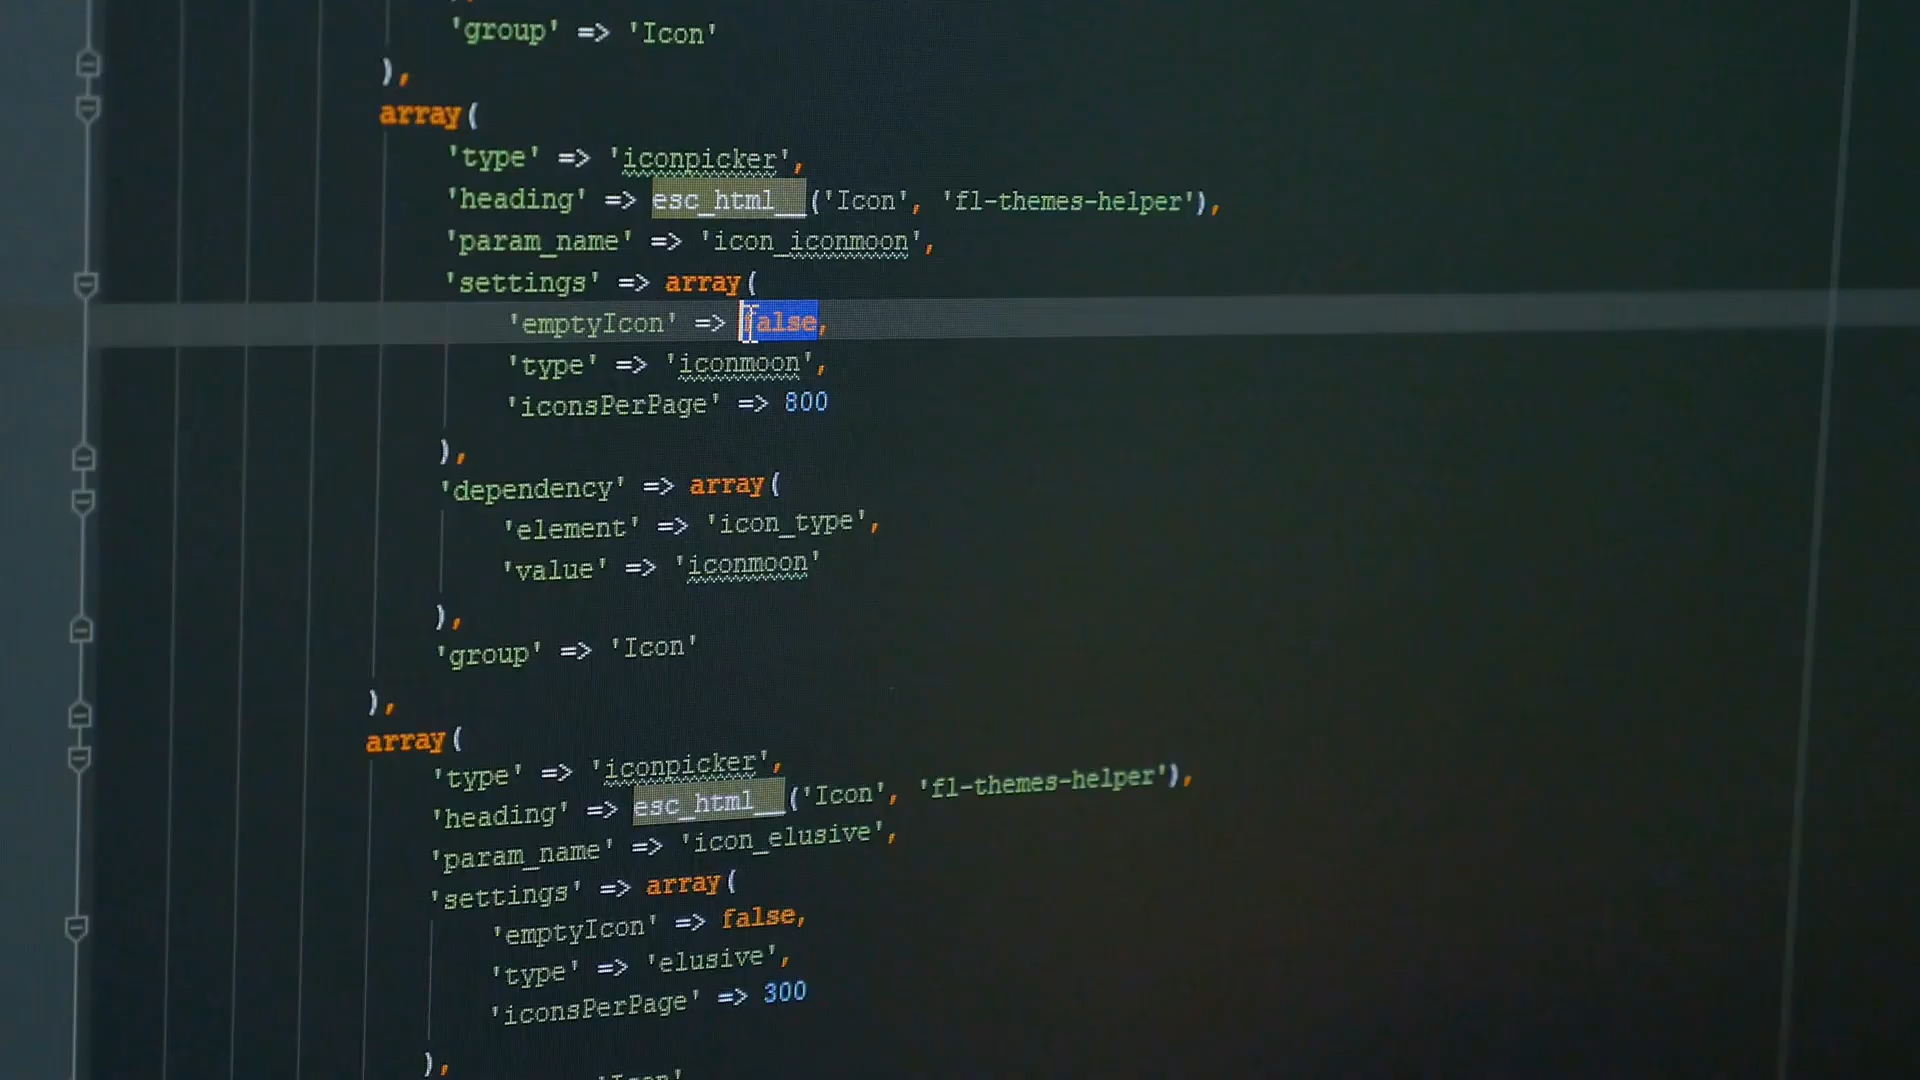 'group' => 'Icon'
),
array(
'type' => 'iconpicker',
'heading' => esc_html__('Icon', 'fl-themes-helper'),
'param_name' => 'icon_iconmoon',
'settings' => array(
'emptyIcon' => false,
'type' => 'iconmoon',
'iconsPerPage' => 800
),
'dependency' => array(
'element' => 'icon_type',
'value' => 'iconmoon'
),
'group' => 'Icon'
),
array(
'type' => 'iconpicker',
'heading' => esc_html__('Icon', 'fl-themes-helper'),
'param_name' => 'icon_elusive',
'settings' => array(
'emptyIcon' => false,
'type' => 'elusive',
'iconsPerPage' => 300
),